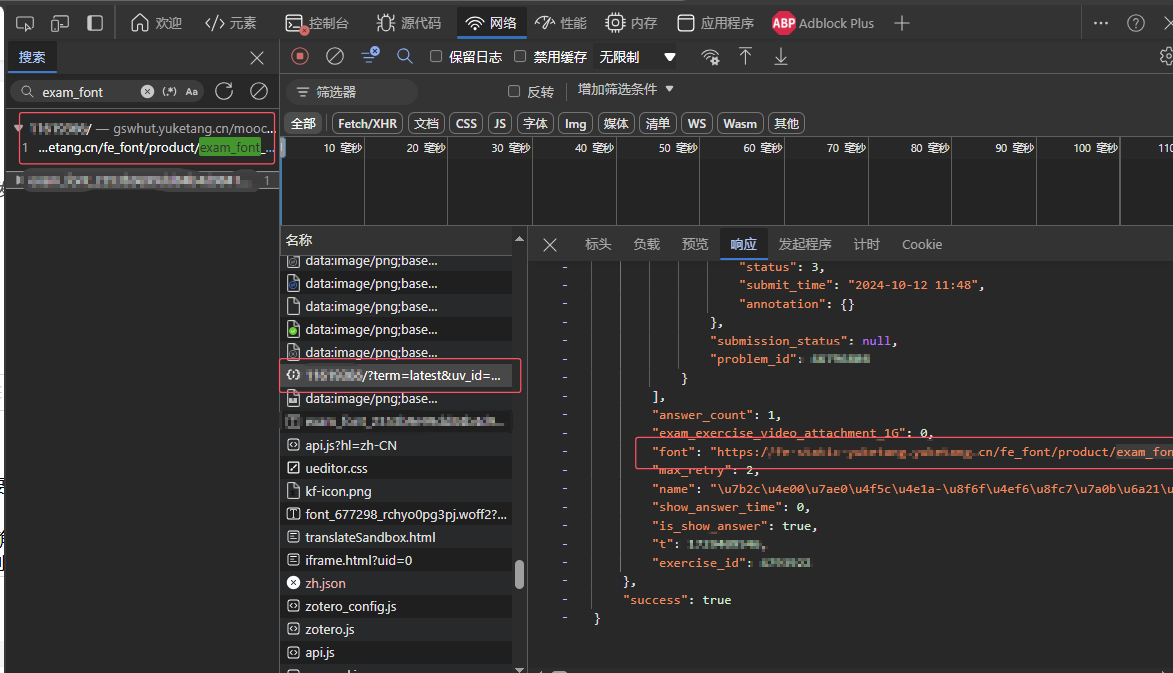 欢迎 元素 控制台 源代码 网络 性能 内存 应用程序 ABP Adblock Plus
搜索
保留日志 禁用缓存 无限制
exam_font (.*) Aa
筛选器 反转 增加筛选条件
/ — gswhut.yuketang.cn/mooc...
全部 Fetch/XHR 文档 CSS JS 字体 Img 媒体 清单 WS Wasm 其他
1 ...etang.cn/fe_font/product/exam_font_...
10 毫秒 20 毫秒 30 毫秒 40 毫秒 50 毫秒 60 毫秒 70 毫秒 80 毫秒 90 毫秒 100 毫秒 110
1
名称
data:image/png;base...
data:image/png;base...
data:image/png;base...
data:image/png;base...
data:image/png;base...
/?term=latest&uv_id=...
data:image/png;base...
api.js?hl=zh-CN
ueditor.css
kf-icon.png
font_677298_rchyo0pg3pj.woff2?...
translateSandbox.html
iframe.html?uid=0
zh.json
zotero_config.js
zotero.js
api.js
标头 负载 预览 响应 发起程序 计时 Cookie
"status": 3,
"submit_time": "2024-10-12 11:48",
"annotation": {}
},
"submission_status": null,
"problem_id":
}
],
"answer_count": 1,
"exam_exercise_video_attachment_1G": 0,
"font": "https:/ .cn/fe_font/product/exam_fon
"max_retry": 2,
"name": "\u7b2c\u4e00\u7ae0\u4f5c\u4e1a-\u8f6f\u4ef6\u8fc7\u7a0b\u6a21\u
"show_answer_time": 0,
"is_show_answer": true,
"t":
"exercise_id":
},
"success": true
}